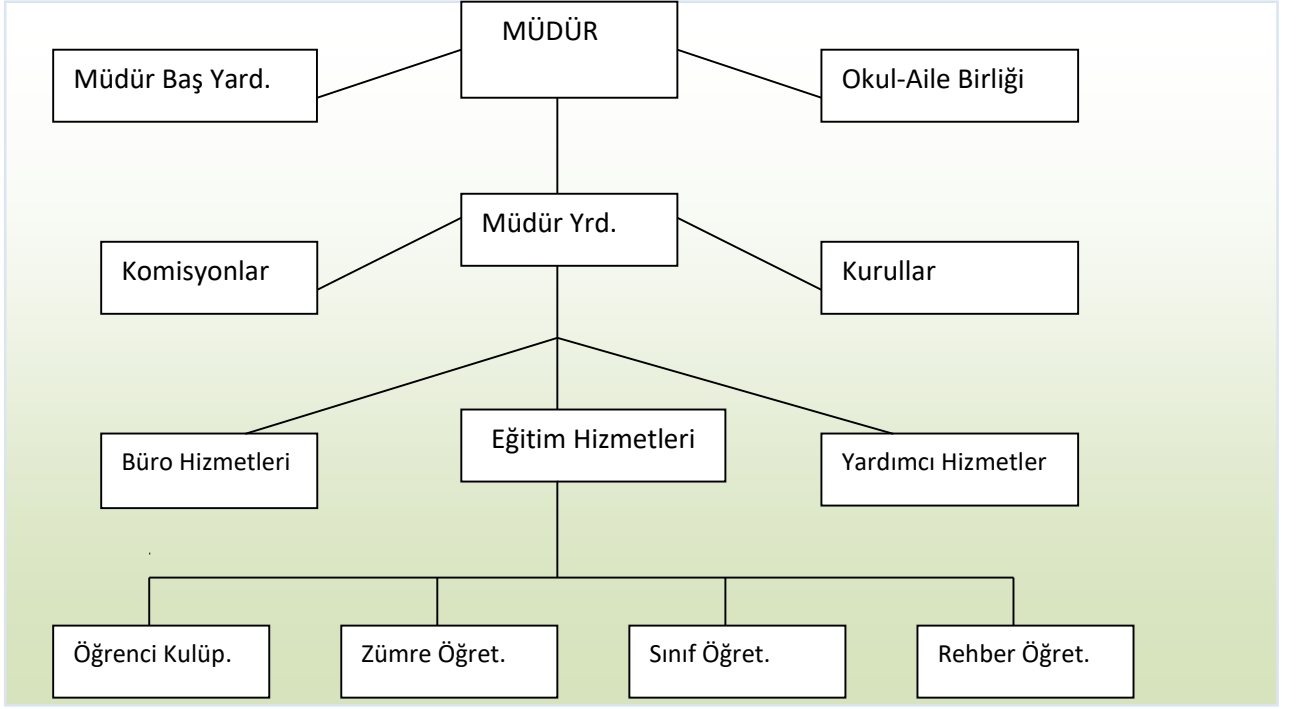 MÜDÜR
Müdür Baş Yard.
Okul-Aile Birliği
Müdür Yrd.
Komisyonlar
Kurullar
Eğitim Hizmetleri
Büro Hizmetleri
Yardımcı Hizmetler
Öğrenci Kulüp.
Zümre Öğret.
Sınıf Öğret.
Rehber Öğret.